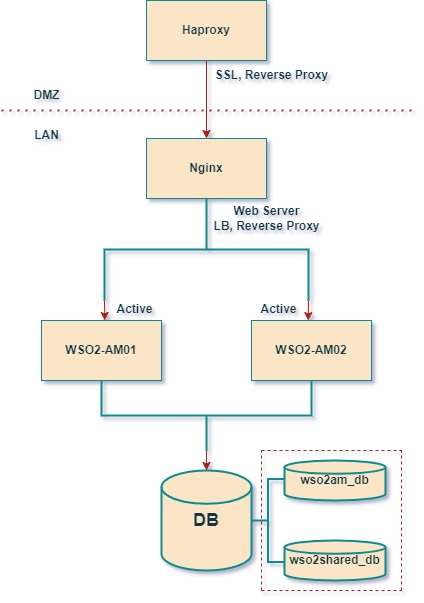 Haproxy
SSL, Reverse Proxy
DMZ
LAN
Nginx
Web Server
LB, Reverse Proxy
Active
Active
WSO2-AM01
WSO2-AM02
DB
wso2am_db
wso2shared_db